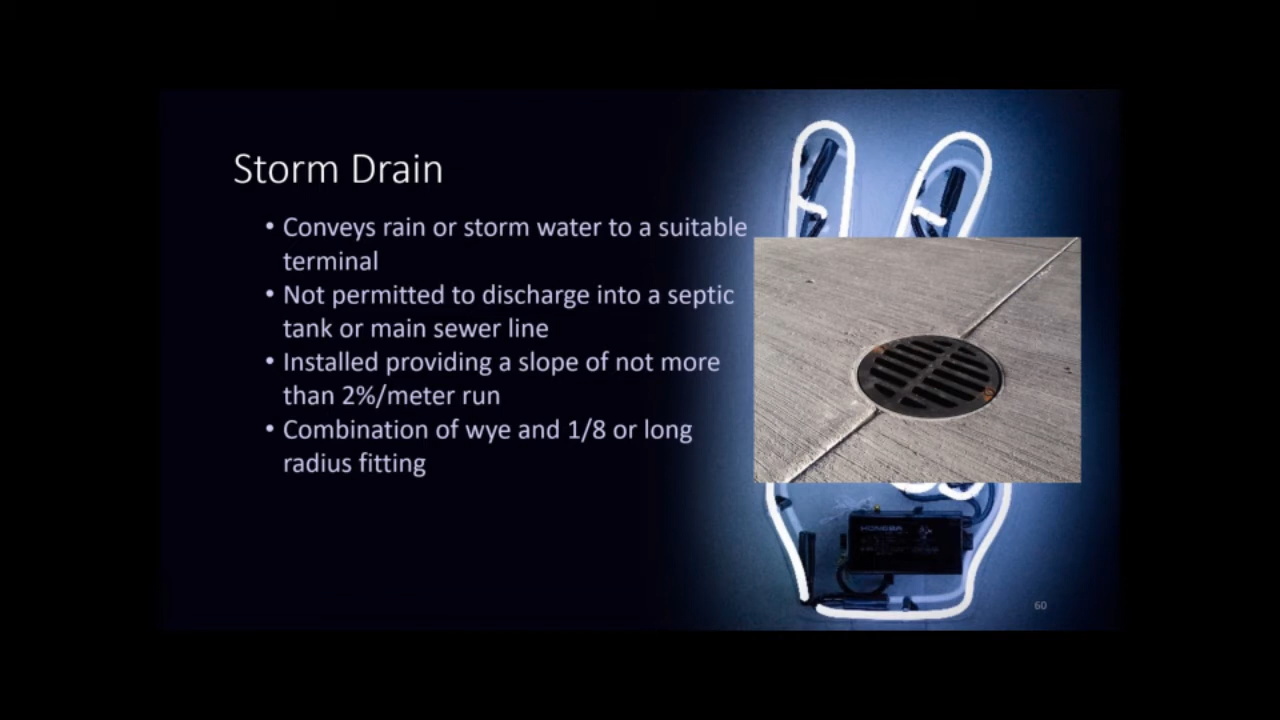 Storm Drain
• Conveys rain or storm water to a suitable
terminal
• Not permitted to discharge into a septic
tank or main sewer line
• Installed providing a slope of not more
than 2%/meter run
• Combination of wye and 1/8 or long
radius fitting
HONGBA
60